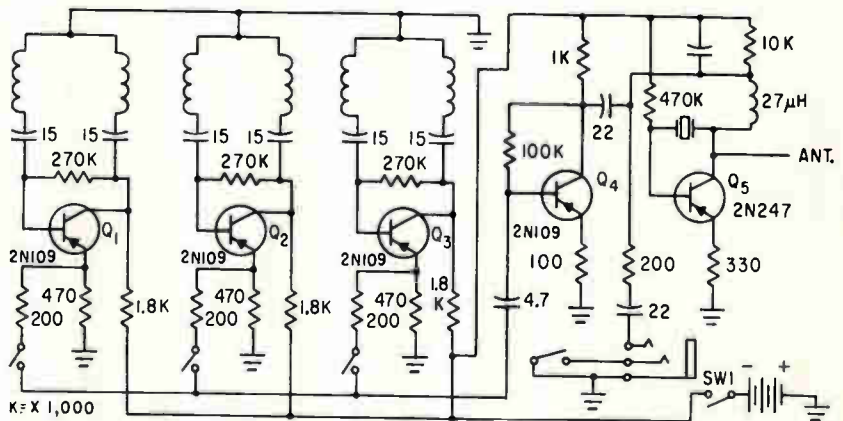 15 15
270K
Q1
2N109
470
200
1.8K
15 15
270K
Q2
2N109
470
200
1.8K
15 15
270K
Q3
2N109
470
200
1.8
K
1K
100K
22
Q4
2N109
100
4.7
10K
470K
27μH
ANT.
Q5
2N247
200
330
22
SW1
- +
K= X 1,000